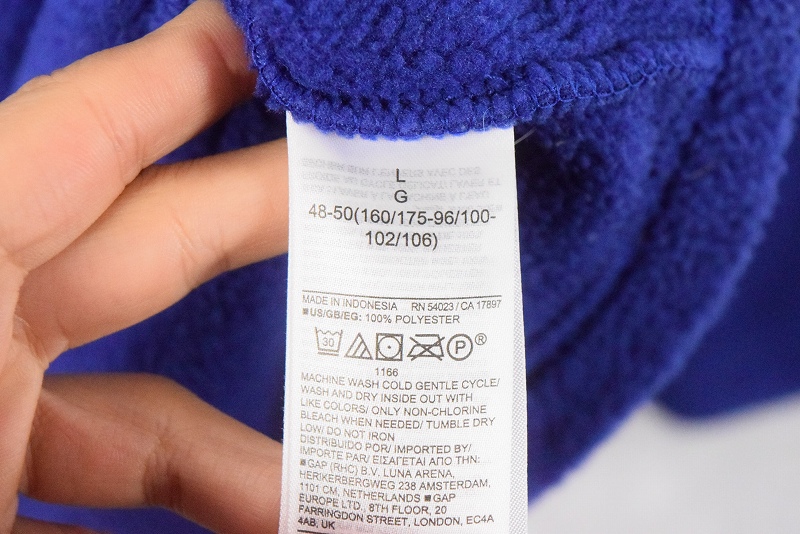 L
G
48-50(160/175-96/100-
102/106)
MADE IN INDONESIA RN 54023 / CA 17897
■US/GB/EG: 100% POLYESTER
30 P®
1166
MACHINE WASH COLD GENTLE CYCLE/
WASH AND DRY INSIDE OUT WITH
LIKE COLORS/ ONLY NON-CHLORINE
BLEACH WHEN NEEDED/ TUMBLE DRY
LOW/ DO NOT IRON
DISTRIBUIDO POR/ IMPORTED BY/
IMPORTE PAR/ ΕΙΣΑΓΕΤΑΙ ΑΠΟ ΤΗΝ:
■GAP (RHC) B.V. LUNA ARENA,
HERIKERBERGWEG 238 AMSTERDAM,
1101 CM, NETHERLANDS ■GAP
EUROPE LTD., 8TH FLOOR, 20
FARRINGDON STREET, LONDON, EC4A
4AB, UK